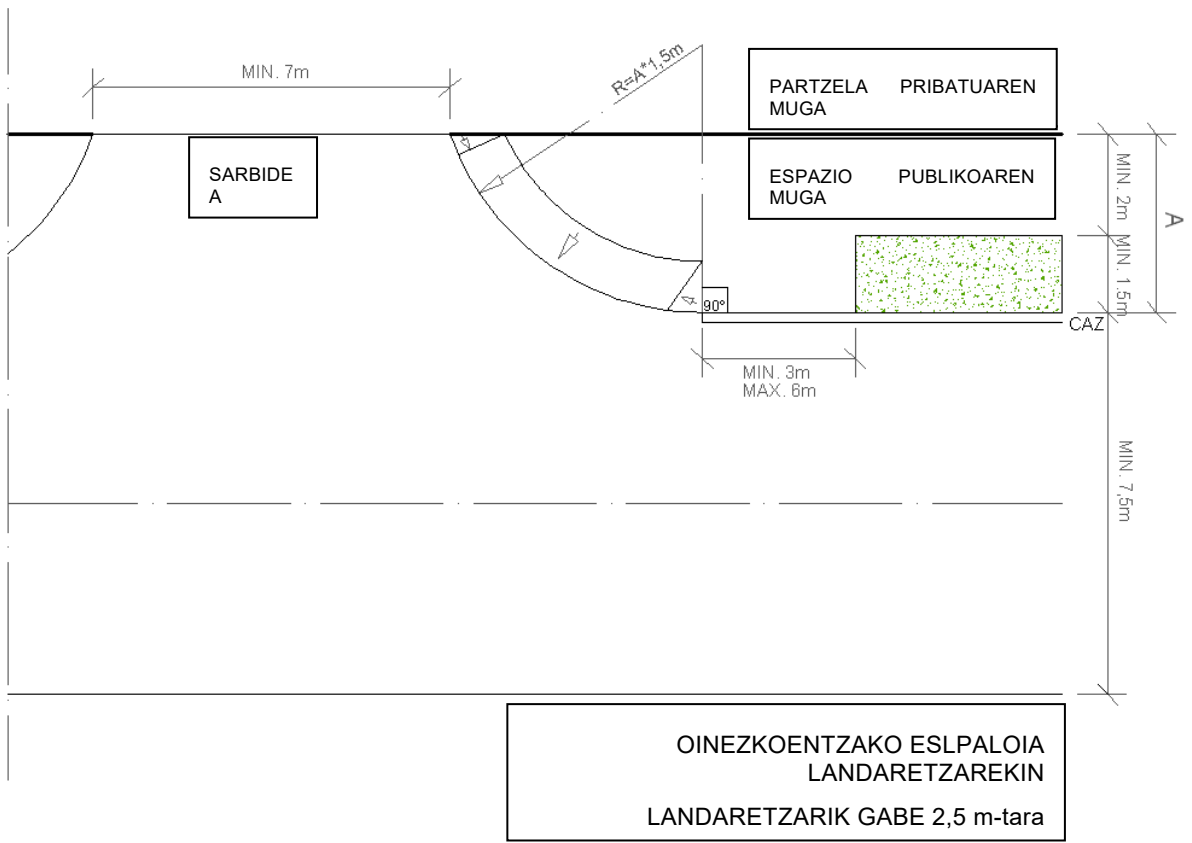 MIN. 7m
R=A*1,5m
PARTZELA PRIBATUAREN
MUGA
SARBIDE
A
ESPAZIO PUBLIKOAREN
MUGA
MIN. 2m
A
MIN. 1.5m
90°
CAZ
MIN. 3m
MAX. 6m
MIN. 7,5m
OINEZKOENTZAKO ESLPALOIA
LANDARETZAREKIN
LANDARETZARIK GABE 2,5 m-tara